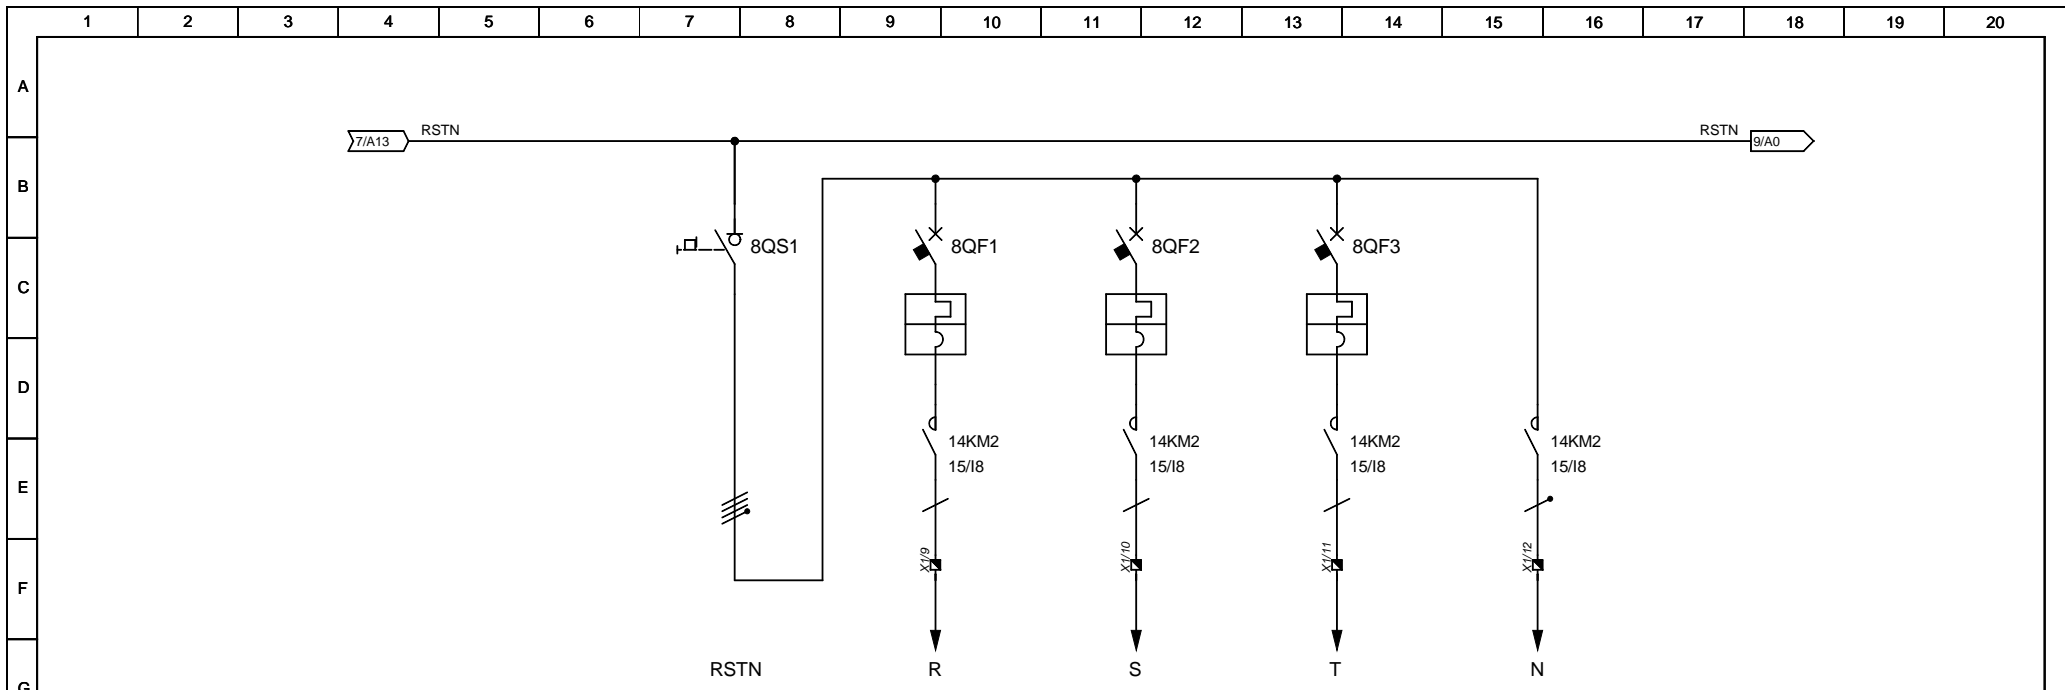 1 2 3 4 5 6 7 8 9 10 11 12 13 14 15 16 17 18 19 20
A
7/A13 RSTN RSTN 9/A0
B
8QS1 8QF1 8QF2 8QF3
C
D
14KM2 14KM2 14KM2 14KM2
15/I8 15/I8 15/I8 15/I8
E
X1/9 X1/10 X1/11 X1/12
F
RSTN R S T N
G